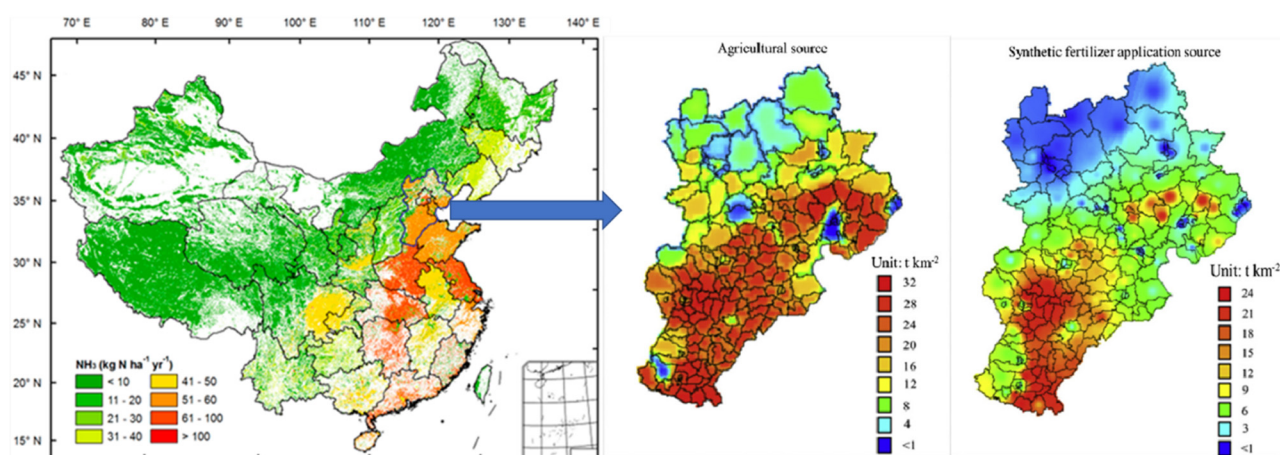 70° E 80° E 90° E 100° E 110° E 120° E 130° E 140° E
45° N
40° N
35° N
30° N
25° N
20° N
15° N
NH₃ (kg N ha⁻¹ yr⁻¹)
< 10 41 - 50
11 - 20 51 - 60
21 - 30 61 - 100
31 - 40 > 100
Agricultural source
Unit: t km⁻²
32
28
24
20
16
12
8
4
<1
Synthetic fertilizer application source
Unit: t km⁻²
24
21
18
15
12
9
6
3
<1